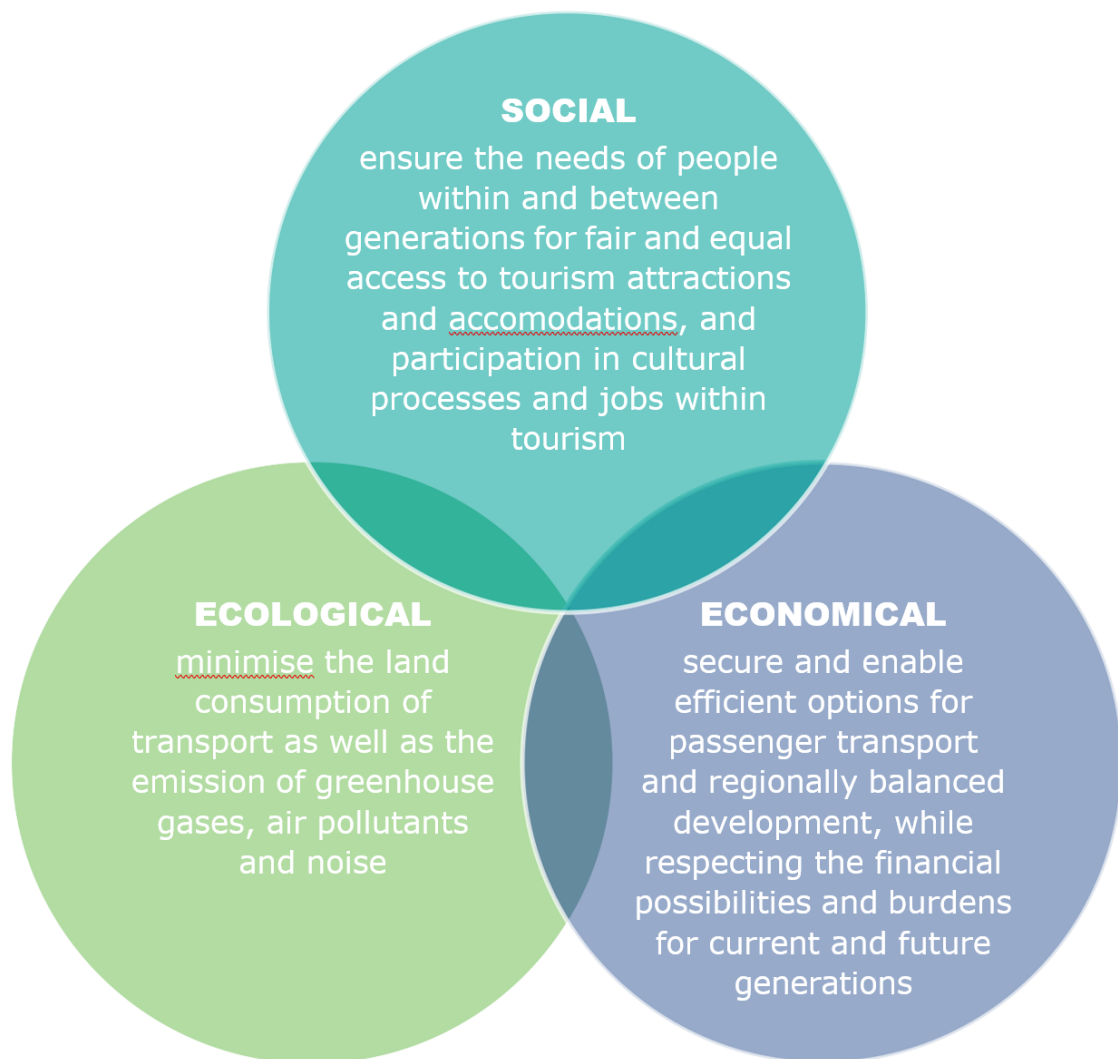 SOCIAL
ensure the needs of people
within and between
generations for fair and equal
access to tourism attractions
and accomodations, and
participation in cultural
processes and jobs within
tourism
ECOLOGICAL
minimise the land
consumption of
transport as well as the
emission of greenhouse
gases, air pollutants
and noise
ECONOMICAL
secure and enable
efficient options for
passenger transport
and regionally balanced
development, while
respecting the financial
possibilities and burdens
for current and future
generations